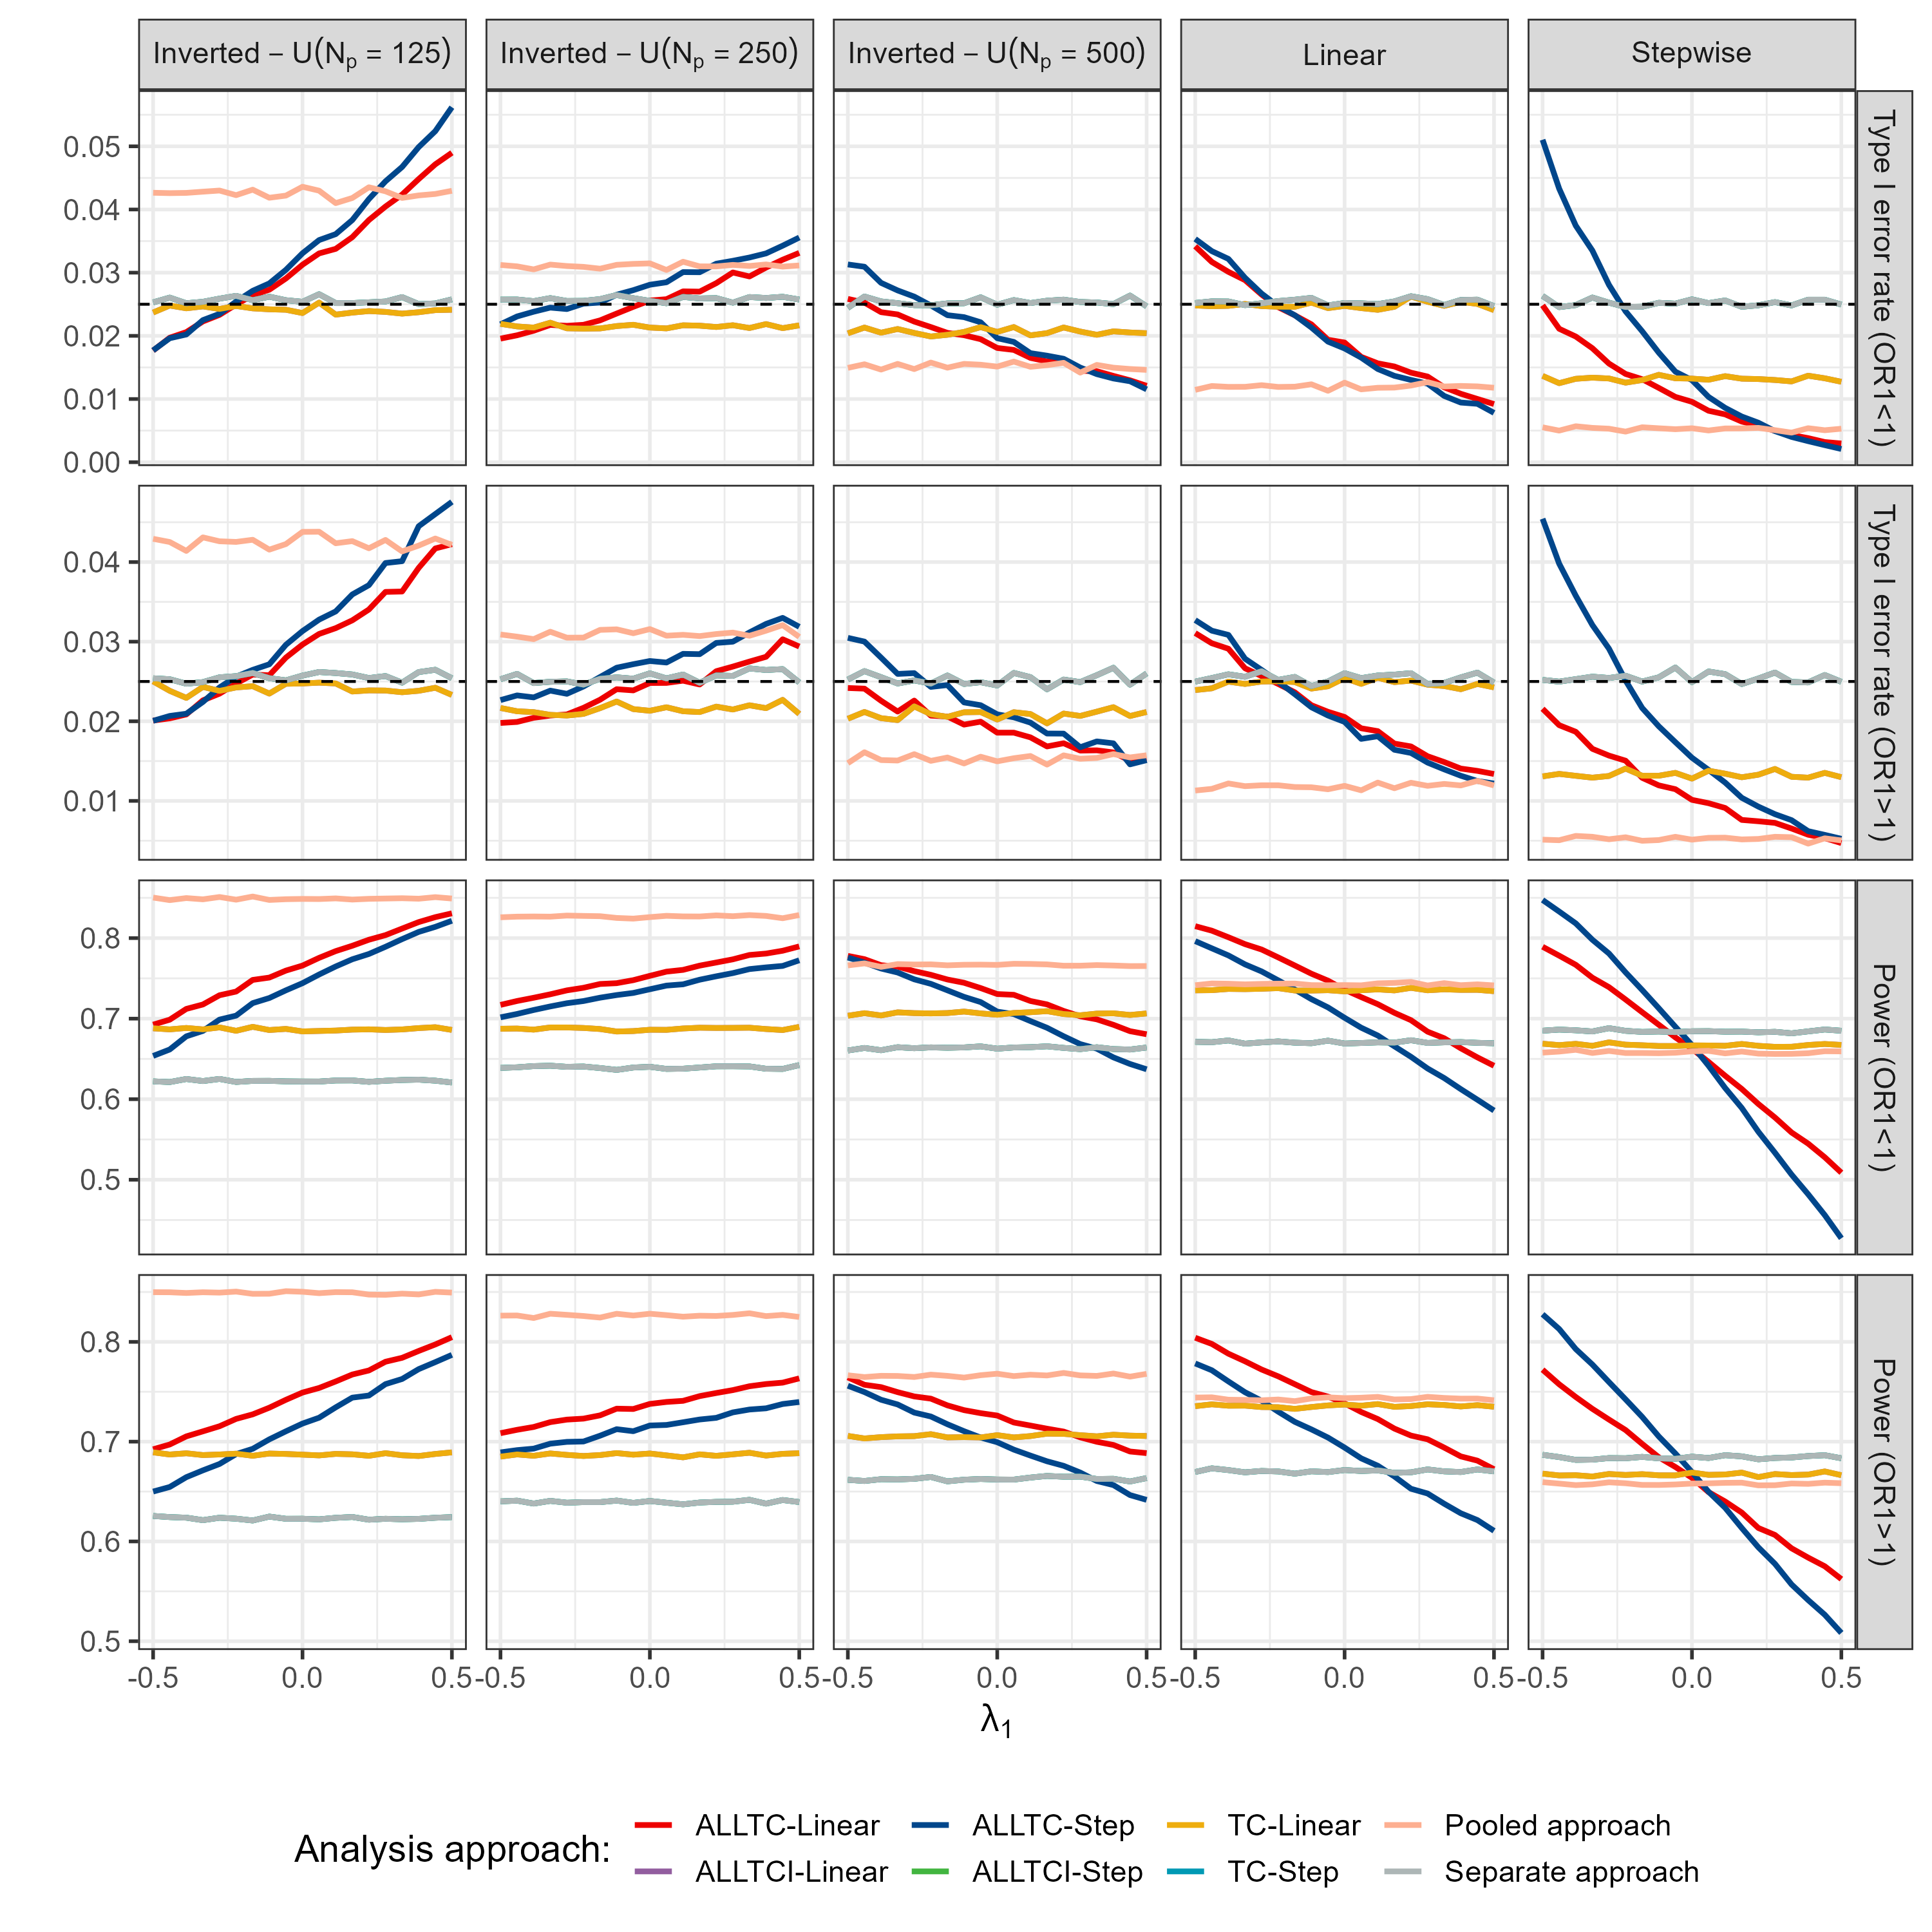 Inverted − U(Np = 125)
Inverted − U(Np = 250)
Inverted − U(Np = 500)
Linear
Stepwise
0.05
0.04
0.03
0.02
0.01
0.00
Type I error rate (OR1<1)
0.04
0.03
0.02
0.01
Type I error rate (OR1>1)
0.8
0.7
0.6
0.5
Power (OR1<1)
0.8
0.7
0.6
0.5
Power (OR1>1)
-0.5 0.0 0.5 -0.5 0.0 0.5 -0.5 0.0 0.5 -0.5 0.0 0.5 -0.5 0.0 0.5
λ1
Analysis approach:
ALLTC-Linear ALLTC-Step TC-Linear Pooled approach
ALLTCI-Linear ALLTCI-Step TC-Step Separate approach